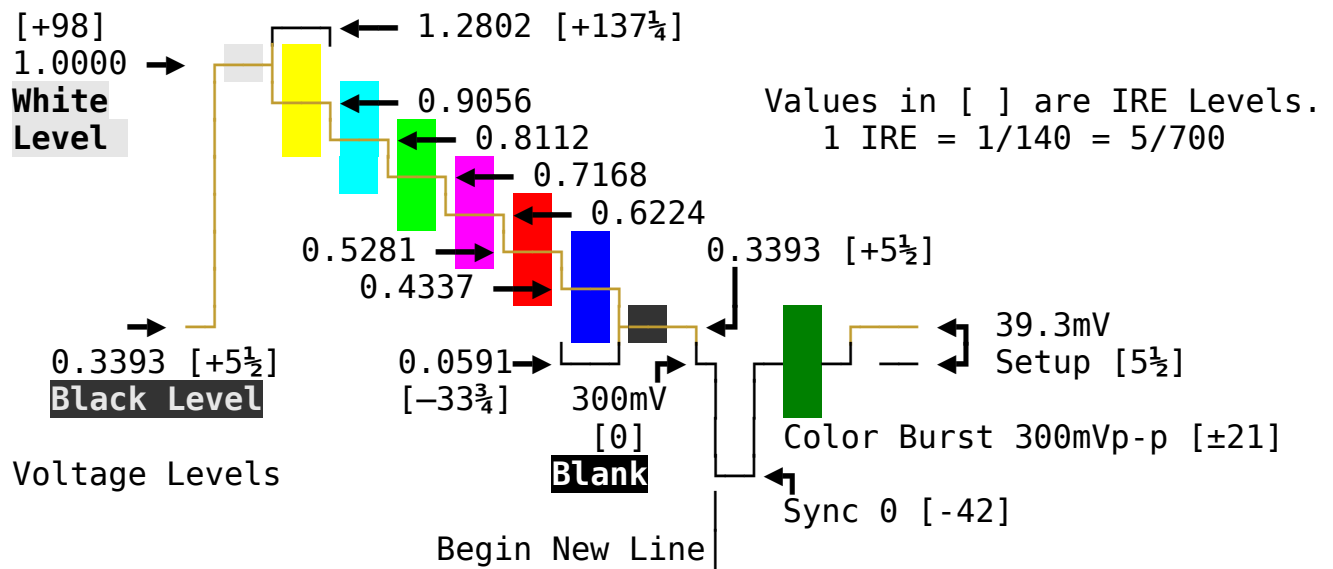 [+98]
1.2802 [+137¼]
1.0000
White
Level
0.9056
Values in [ ] are IRE Levels.
0.8112
1 IRE = 1/140 = 5/700
0.7168
0.6224
0.5281
0.3393 [+5½]
0.4337
39.3mV
0.3393 [+5½]
0.0591
Setup [5½]
Black Level
[–33¾]
300mV
[0]
Color Burst 300mVp-p [±21]
Voltage Levels
Blank
Sync 0 [-42]
Begin New Line